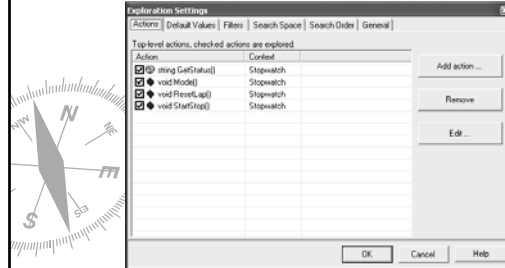 Exploration Settings
Actions Default Values Filters Search Space Search Order General
Top-level actions, checked actions are explored:
Action Context
string GetStatus() Stopwatch
void Mode() Stopwatch
void ResetLap() Stopwatch
void StartStop() Stopwatch
Add action ...
Remove
Edit ...
OK Cancel Help
N
NE
E
SE
S
NW